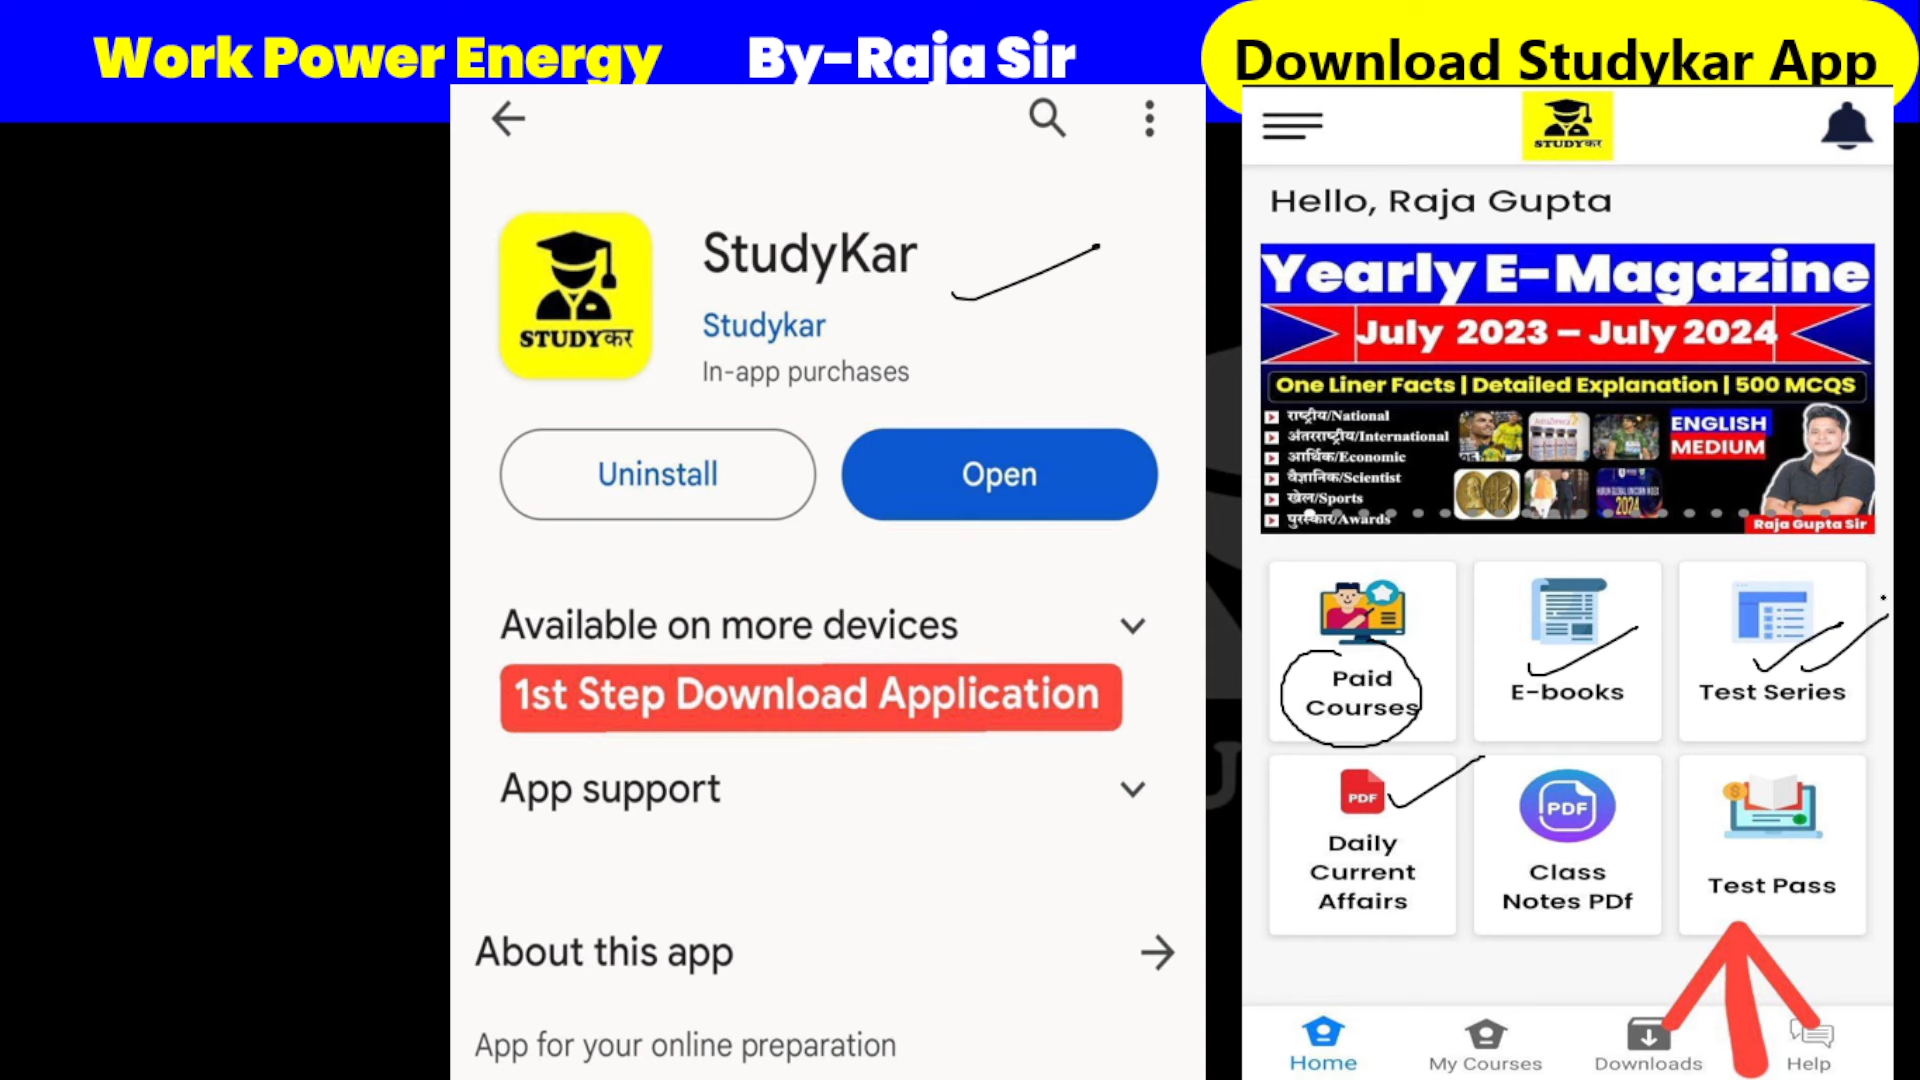 Work Power Energy By-Raja Sir
Download Studykar App
StudyKar
Studykar
In-app purchases
STUDYकर
Uninstall
Open
Available on more devices
1st Step Download Application
App support
About this app
App for your online preparation
STUDYकर
Hello, Raja Gupta
Yearly E-Magazine
July 2023 – July 2024
One Liner Facts | Detailed Explanation | 500 MCQS
राष्ट्रीय/National
अंतरराष्ट्रीय/International
आर्थिक/Economic
वैज्ञानिक/Scientist
खेल/Sports
पुरस्कार/Awards
ENGLISH
MEDIUM
2024
Raja Gupta Sir
Paid
Courses
E-books
Test Series
PDF
Daily
Current
Affairs
PDF
Class
Notes PDf
Test Pass
Home
My Courses
Downloads
Help